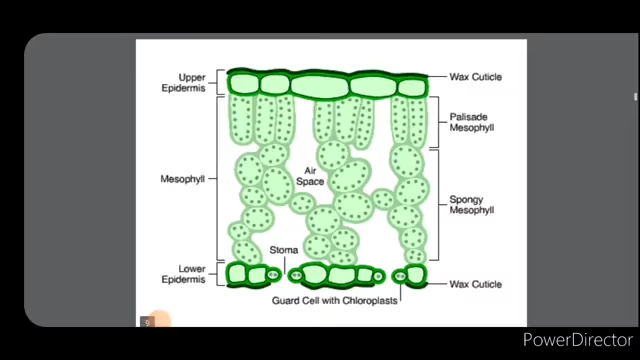 Upper
Epidermis
Wax Cuticle
Palisade
Mesophyll
Mesophyll
Air
Space
Spongy
Mesophyll
Stoma
Lower
Epidermis
Wax Cuticle
Guard Cell with Chloroplasts
9
PowerDirector